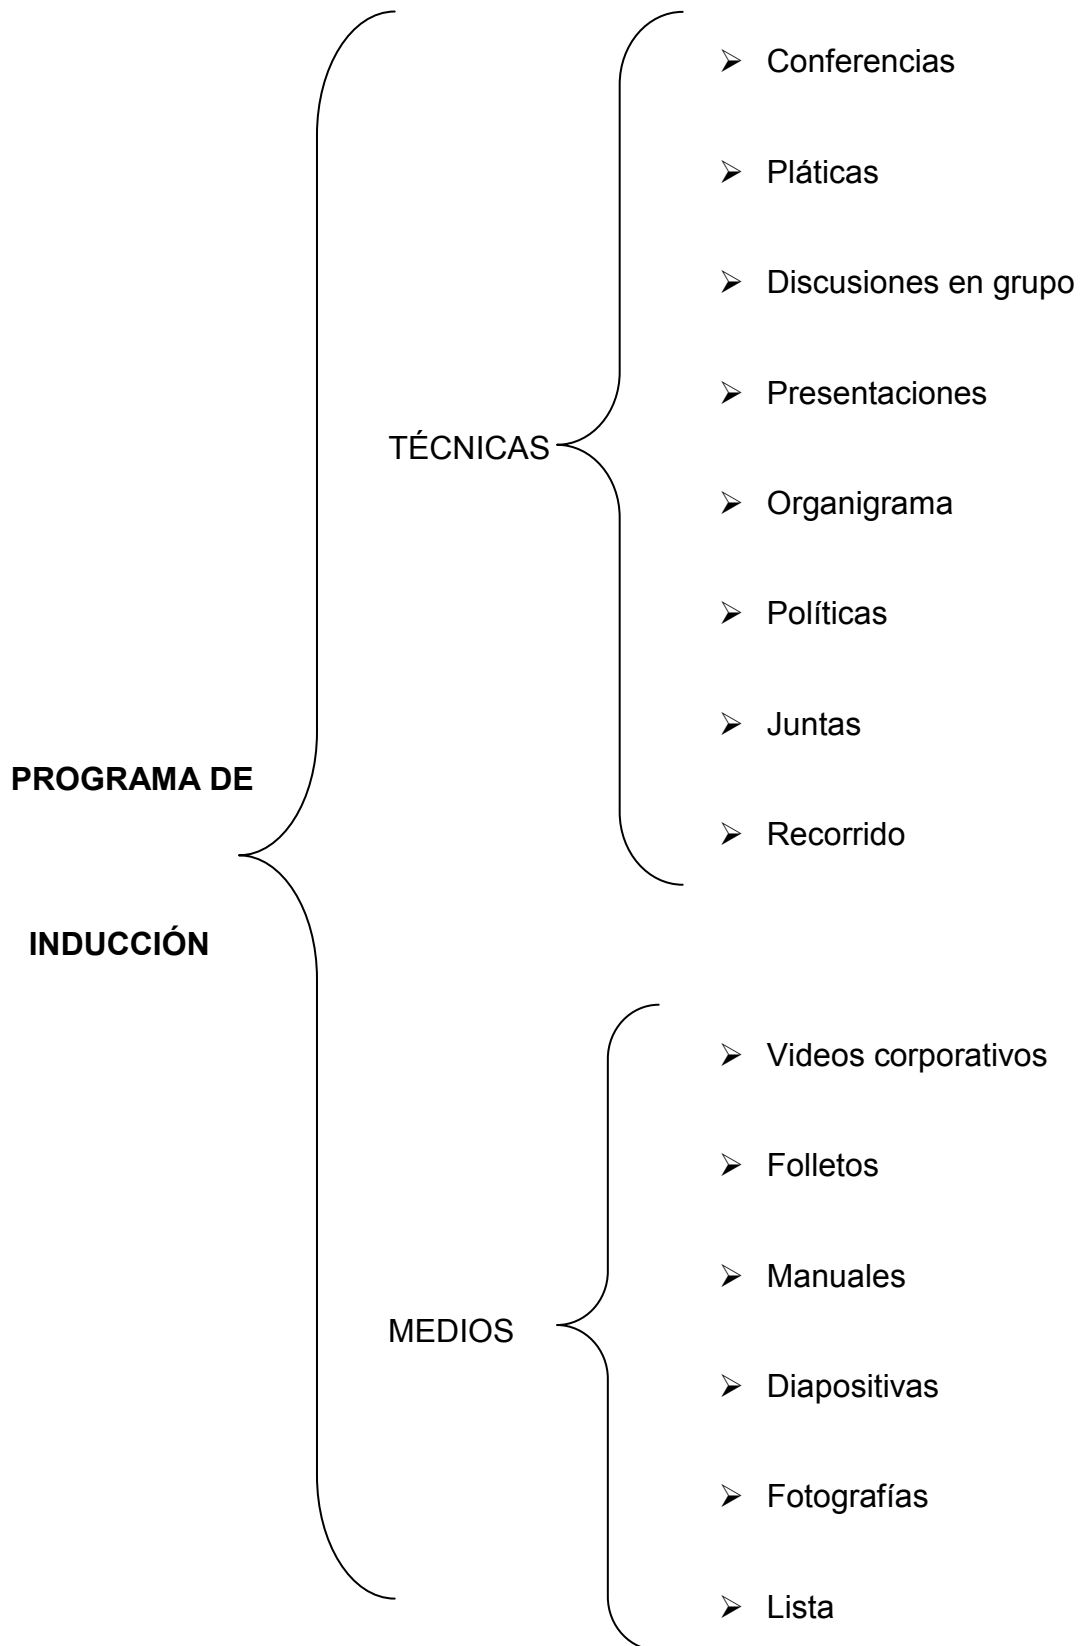 PROGRAMA DE
INDUCCIÓN
TÉCNICAS
➢ Conferencias
➢ Pláticas
➢ Discusiones en grupo
➢ Presentaciones
➢ Organigrama
➢ Políticas
➢ Juntas
➢ Recorrido
MEDIOS
➢ Videos corporativos
➢ Folletos
➢ Manuales
➢ Diapositivas
➢ Fotografías
➢ Lista